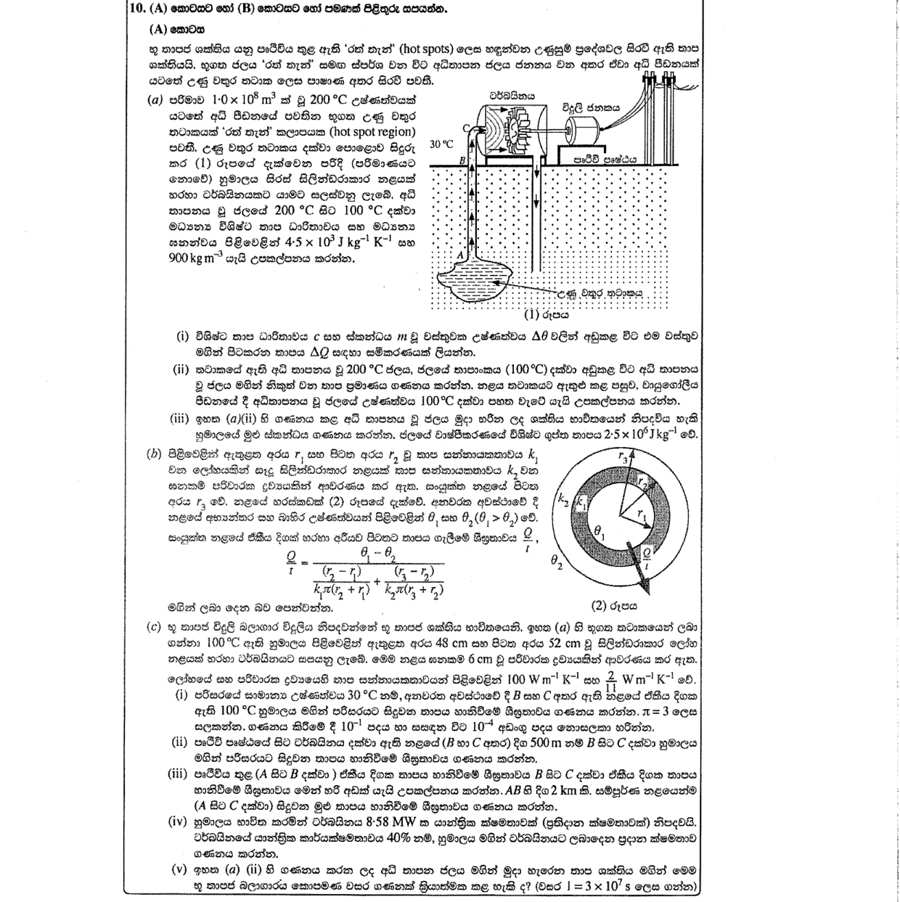 10. (A) කොටසට හෝ (B) කොටසට හෝ පමණක් පිළිතුරු සපයන්න.
(A) කොටස
භූ තාපජ ශක්තිය යනු පෘථිවිය තුළ ඇති 'රත් තැන්' (hot spots) ලෙස හඳුන්වන උණුසුම් ප්‍රදේශවල සිරවී ඇති තාප
ශක්තියයි. භූගත ජලය 'රත් තැන්' සමඟ ස්පර්ශ වන විට අධිතාපන ජලය ජනනය වන අතර ඒවා අධි පීඩනයක්
යටතේ උණු වතුර තටාක ලෙස පාෂාණ අතර සිරවී පවතී.
(a) පරිමාව 1·0 × 10⁸ m³ ක් වූ 200 °C උෂ්ණත්වයක්
යටතේ අධි පීඩනයේ පවතින භූගත උණු වතුර
තටාකයක් 'රත් තැන්' කලාපයක (hot spot region)
පවතී. උණු වතුර තටාකය දක්වා පොළොව සිදුරු
කර (1) රූපයේ දැක්වෙන පරිදි (පරිමාණයට
නොවේ) හුමාලය සිරස් සිලින්ඩරාකාර නළයක්
හරහා ටර්බයිනයකට යාමට සලස්වනු ලැබේ. අධි
තාපනය වූ ජලයේ 200 °C සිට 100 °C දක්වා
මධ්‍යන්‍ය විශිෂ්ට තාප ධාරිතාවය සහ මධ්‍යන්‍ය
ඝනත්වය පිළිවෙළින් 4·5 × 10³ J kg⁻¹ K⁻¹ සහ
900 kg m⁻³ යැයි උපකල්පනය කරන්න.
ටර්බයිනය
විදුලි ජනකය
C
30 °C
B
පෘථිවි පෘෂ්ඨය
A
උණු වතුර තටාකය
(1) රූපය
(i) විශිෂ්ට තාප ධාරිතාවය c සහ ස්කන්ධය m වූ වස්තුවක උෂ්ණත්වය Δθ වලින් අඩුකළ විට එම වස්තුව
මගින් පිටකරන තාපය ΔQ සඳහා සමීකරණයක් ලියන්න.
(ii) තටාකයේ ඇති අධි තාපනය වූ 200 °C ජලය, ජලයේ තාපාංකය (100 °C) දක්වා අඩුකළ විට අධි තාපනය
වූ ජලය මගින් නිකුත් වන තාප ප්‍රමාණය ගණනය කරන්න. නළය තටාකයට ඇතුළු කළ පසුව, වායුගෝලීය
පීඩනයේ දී අධිතාපනය වූ ජලයේ උෂ්ණත්වය 100 °C දක්වා පහත වැටේ යැයි උපකල්පනය කරන්න.
(iii) ඉහත (a)(ii) හි ගණනය කළ අධි තාපනය වූ ජලය මුදා හරින ලද ශක්තිය භාවිතයෙන් නිපදවිය හැකි
හුමාලයේ මුළු ස්කන්ධය ගණනය කරන්න. ජලයේ වාෂ්පීකරණයේ විශිෂ්ට ගුප්ත තාපය 2·5 × 10⁶ J kg⁻¹ වේ.
(b) පිළිවෙළින් ඇතුළත අරය r₁ සහ පිටත අරය r₂ වූ තාප සන්නායකතාවය k₁
වන ලෝහයකින් සෑදූ සිලින්ඩරාකාර නළයක් තාප සන්නායකතාවය k₂ වන
ඝනකම් පරිවාරක ද්‍රව්‍යයකින් ආවරණය කර ඇත. සංයුක්ත නළයේ පිටත
අරය r₃ වේ. නළයේ හරස්කඩක් (2) රූපයේ දැක්වේ. අනවරත අවස්ථාවේ දී
නළයේ අභ්‍යන්තර සහ බාහිර උෂ්ණත්වයන් පිළිවෙළින් θ₁ සහ θ₂ (θ₁ > θ₂) වේ.
සංයුක්ත නළයේ ඒකීය දිගක් හරහා අරීයව පිටතට තාපය ගැලීමේ ශීඝ්‍රතාවය Q/t ,
Q/t = (θ₁ − θ₂) / ( (r₂ − r₁)/(k₁π(r₂ + r₁)) + (r₃ − r₂)/(k₂π(r₃ + r₂)) )
මගින් ලබා දෙන බව පෙන්වන්න.
r₃
r₂
k₂
k₁
r₁
θ₁
θ₂
Q/t
(2) රූපය
(c) භූ තාපජ විදුලි බලාගාර විදුලිය නිපදවන්නේ භූ තාපජ ශක්තිය භාවිතයෙනි. ඉහත (a) හි භූගත තටාකයෙන් ලබා
ගන්නා 100 °C ඇති හුමාලය පිළිවෙළින් ඇතුළත අරය 48 cm සහ පිටත අරය 52 cm වූ සිලින්ඩරාකාර ලෝහ
නළයක් හරහා ටර්බයිනයට සපයනු ලැබේ. මෙම නළය ඝනකම 6 cm වූ පරිවාරක ද්‍රව්‍යයකින් ආවරණය කර ඇත.
ලෝහයේ සහ පරිවාරක ද්‍රව්‍යයෙහි තාප සන්නායකතාවයන් පිළිවෙළින් 100 W m⁻¹ K⁻¹ සහ 2/11 W m⁻¹ K⁻¹ වේ.
(i) පරිසරයේ සාමාන්‍ය උෂ්ණත්වය 30 °C නම්, අනවරත අවස්ථාවේ දී B සහ C අතර ඇති නළයේ ඒකීය දිගක
ඇති 100 °C හුමාලය මගින් පරිසරයට සිදුවන තාපය හානිවීමේ ශීඝ්‍රතාවය ගණනය කරන්න. π = 3 ලෙස
සලකන්න. ගණනය කිරීමේ දී 10⁻¹ පදය හා සසඳන විට 10⁻⁴ අඩංගු පදය නොසලකා හරින්න.
(ii) පෘථිවි පෘෂ්ඨයේ සිට ටර්බයිනය දක්වා ඇති නළයේ (B හා C අතර) දිග 500 m නම් B සිට C දක්වා හුමාලය
මගින් පරිසරයට සිදුවන තාපය හානිවීමේ ශීඝ්‍රතාවය ගණනය කරන්න.
(iii) පෘථිවිය තුළ (A සිට B දක්වා ) ඒකීය දිගක තාපය හානිවීමේ ශීඝ්‍රතාවය B සිට C දක්වා ඒකීය දිගක තාපය
හානිවීමේ ශීඝ්‍රතාවය මෙන් හරි අඩක් යැයි උපකල්පනය කරන්න. AB හි දිග 2 km කි. සම්පූර්ණ නළයෙන්ම
(A සිට C දක්වා) සිදුවන මුළු තාපය හානිවීමේ ශීඝ්‍රතාවය ගණනය කරන්න.
(iv) හුමාලය භාවිත කරමින් ටර්බයිනය 8·58 MW ක යාන්ත්‍රික ක්ෂමතාවක් (ප්‍රතිදාන ක්ෂමතාවක්) නිපදවයි.
ටර්බයිනයේ යාන්ත්‍රික කාර්යක්ෂමතාවය 40% නම්, හුමාලය මගින් ටර්බයිනයට ලබාදෙන ප්‍රදාන ක්ෂමතාව
ගණනය කරන්න.
(v) ඉහත (a) (ii) හි ගණනය කරන ලද අධි තාපන ජලය මගින් මුදා හැරෙන තාප ශක්තිය මගින් මෙම
භූ තාපජ බලාගාරය කොපමණ වසර ගණනක් ක්‍රියාත්මක කළ හැකි ද? (වසර 1 = 3 × 10⁷ s ලෙස ගන්න)